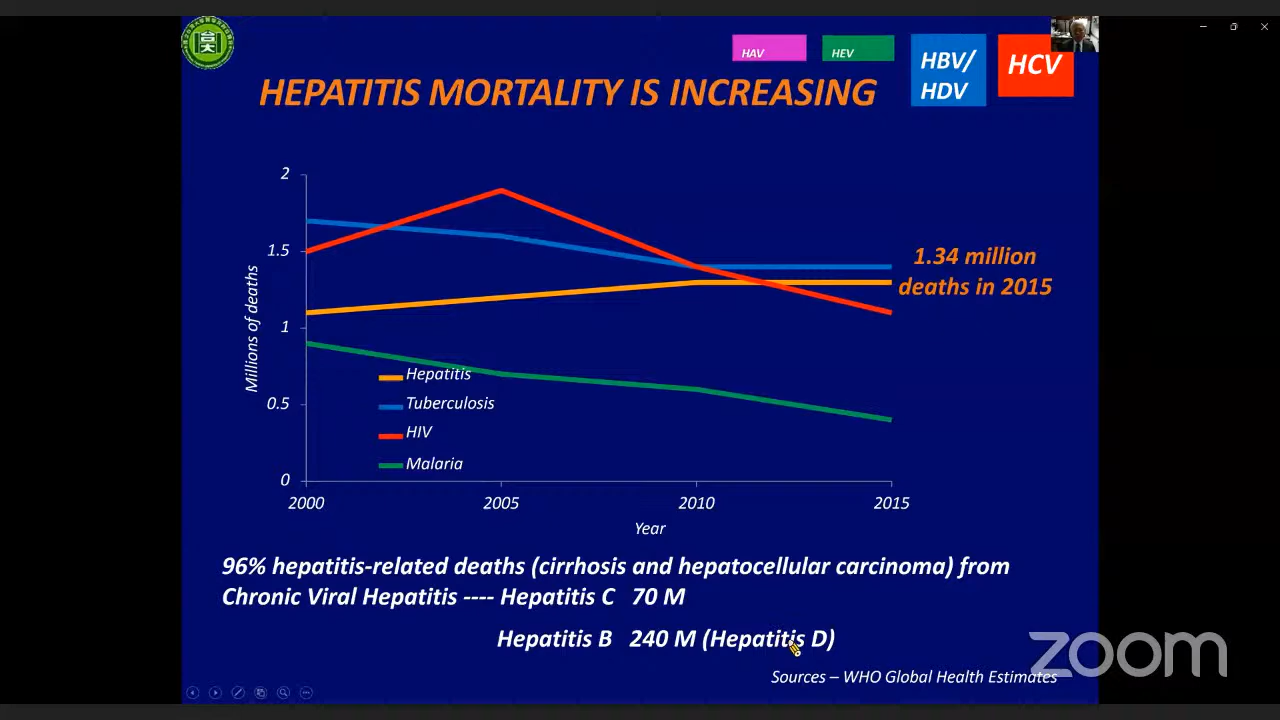 HAV
HEV
HBV/
HDV
HCV
HEPATITIS MORTALITY IS INCREASING
2
1.5
1
0.5
0
Millions of deaths
Hepatitis
Tuberculosis
HIV
Malaria
2000
2005
2010
2015
Year
1.34 million
deaths in 2015
96% hepatitis-related deaths (cirrhosis and hepatocellular carcinoma) from
Chronic Viral Hepatitis ---- Hepatitis C 70 M
Hepatitis B 240 M (Hepatitis D)
Sources – WHO Global Health Estimates
zoom